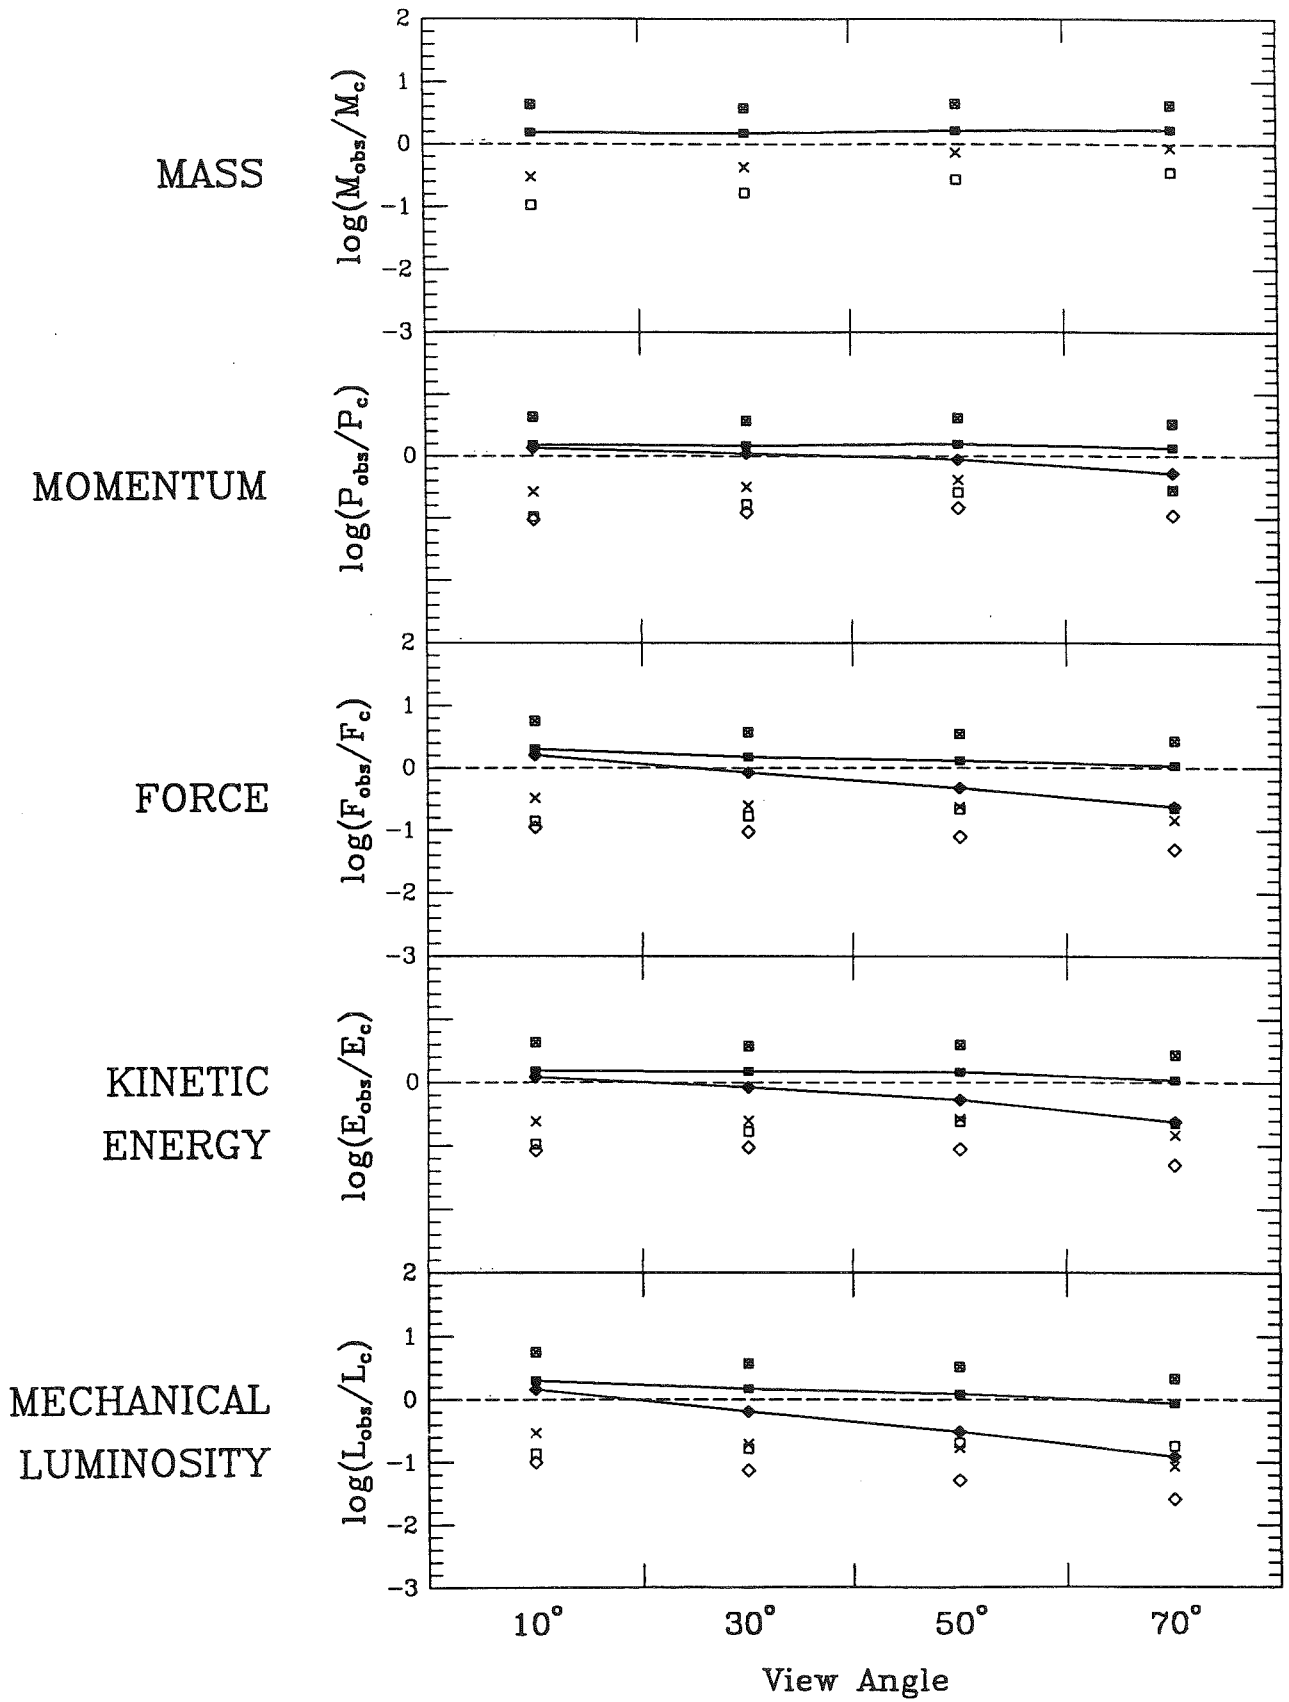 MASS
log(M_obs/M_c)
2
1
0
−1
−2
−3
MOMENTUM
log(P_obs/P_c)
0
FORCE
log(F_obs/F_c)
2
1
0
−1
−2
−3
KINETIC
ENERGY
log(E_obs/E_c)
0
MECHANICAL
LUMINOSITY
log(L_obs/L_c)
2
1
0
−1
−2
−3
10° 30° 50° 70°
View Angle